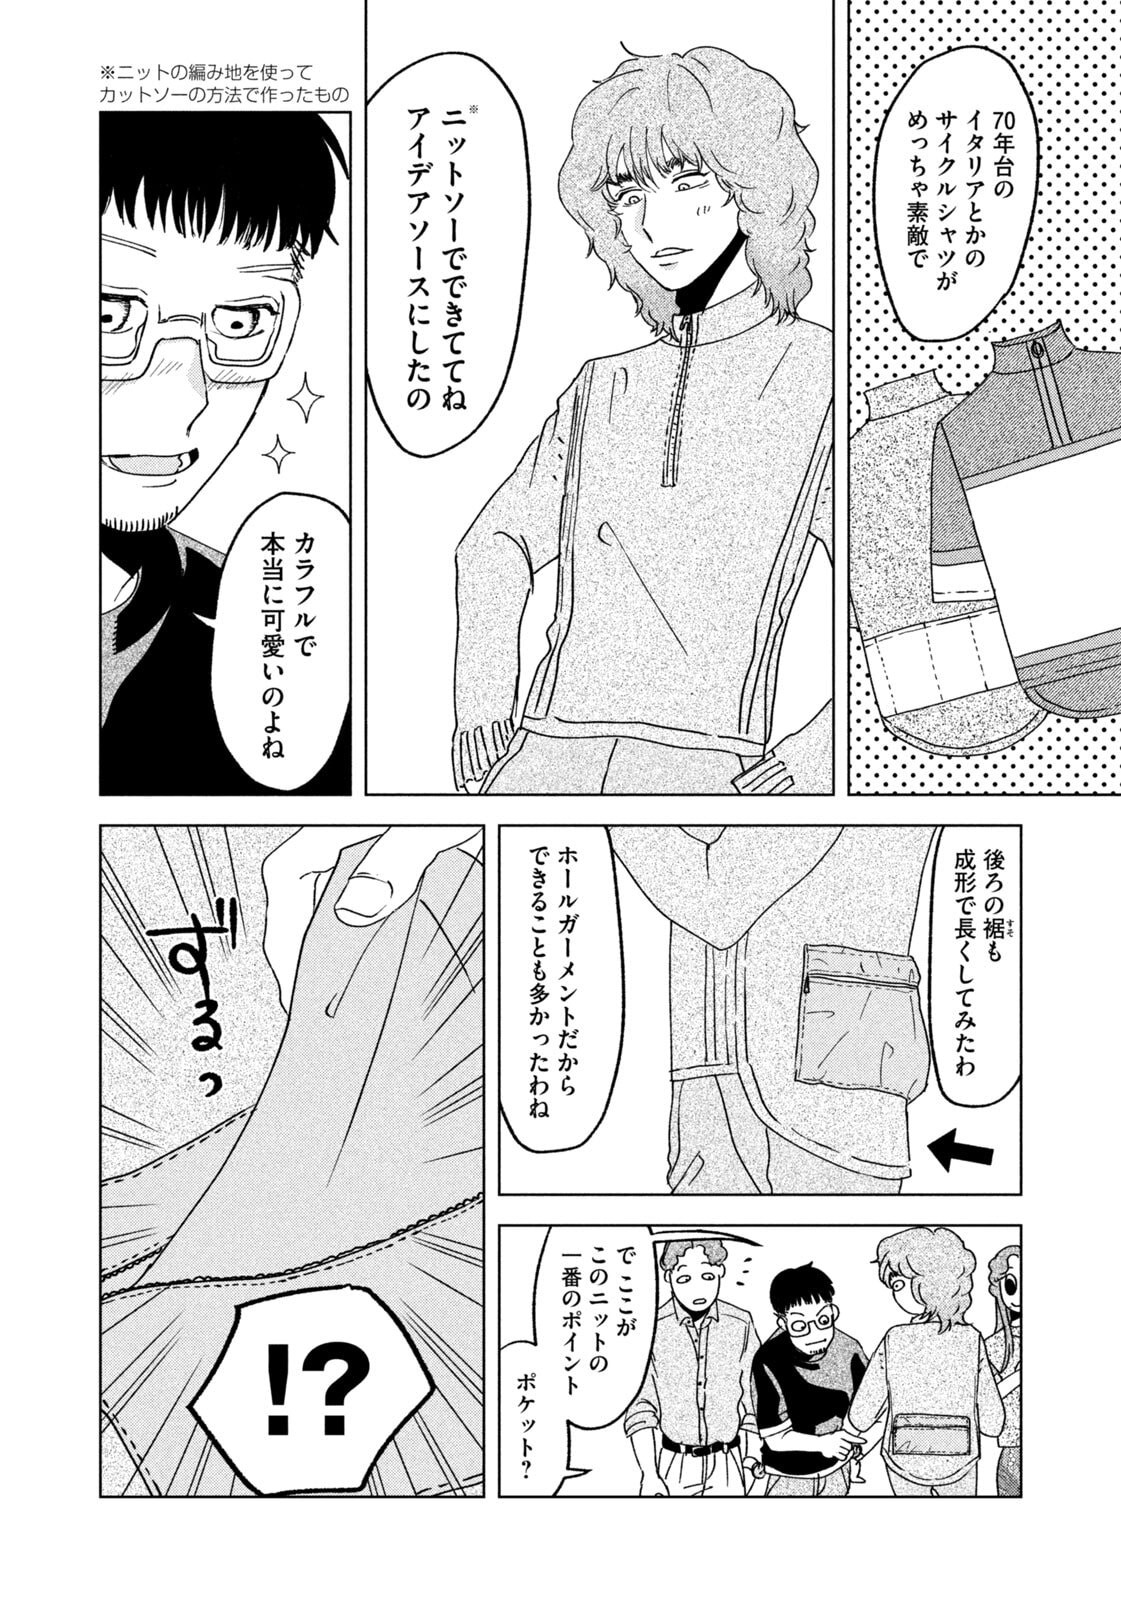 70年台の
イタリアとかの
サイクルシャツが
めっちゃ素敵で
※
ニットソーでできててね
アイデアソースにしたの
※ニットの編み地を使って
カットソーの方法で作ったもの
カラフルで
本当に可愛いのよね
後ろの裾も
すそ
成形で長くしてみたわ
ホールガーメントだから
できることも多かったわね
で ここが
このニットの
一番のポイント
ポケット?
ずるっ
!?